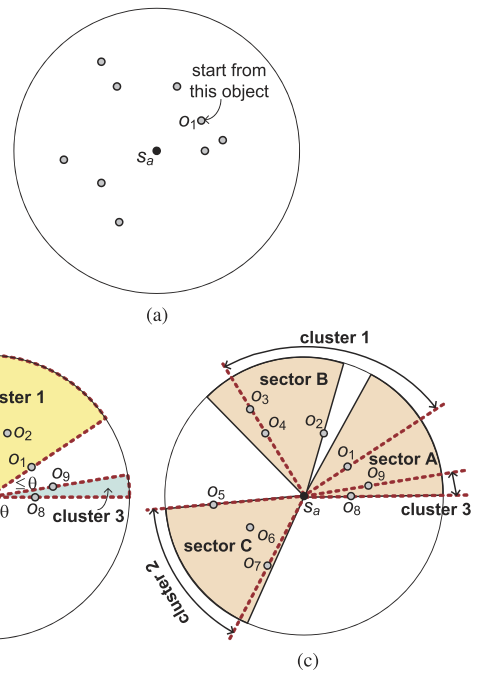 start from
this object
o1
sa
(a)
ster 1
o2
o1
≤θ
o9
θ
o8
cluster 3
cluster 1
sector B
o3
o4
o2
o1
sector A
o9
sa
o8
cluster 3
o5
sector C
o6
o7
cluster 2
(c)